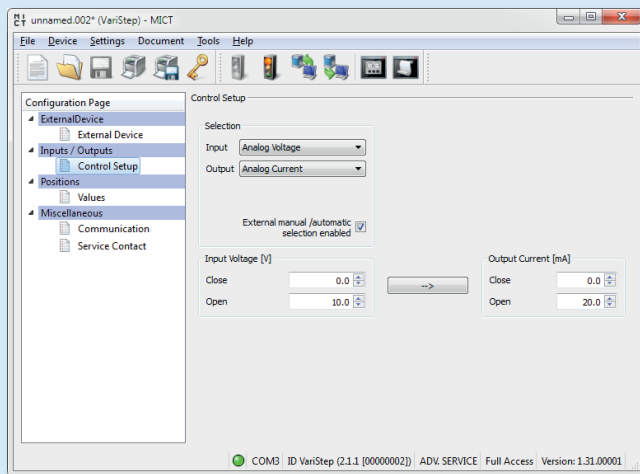 MICT unnamed.002* (VariStep) - MICT
File Device Settings Document Tools Help
Configuration Page
ExternalDevice
External Device
Inputs / Outputs
Control Setup
Positions
Values
Miscellaneous
Communication
Service Contact
Control Setup
Selection
Input Analog Voltage
Output Analog Current
External manual /automatic
selection enabled
Input Voltage [V]
Close 0.0
Open 10.0
-->
Output Current [mA]
Close 0.0
Open 20.0
COM3 ID VariStep (2.1.1 [00000002]) ADV. SERVICE Full Access Version: 1.31.00001